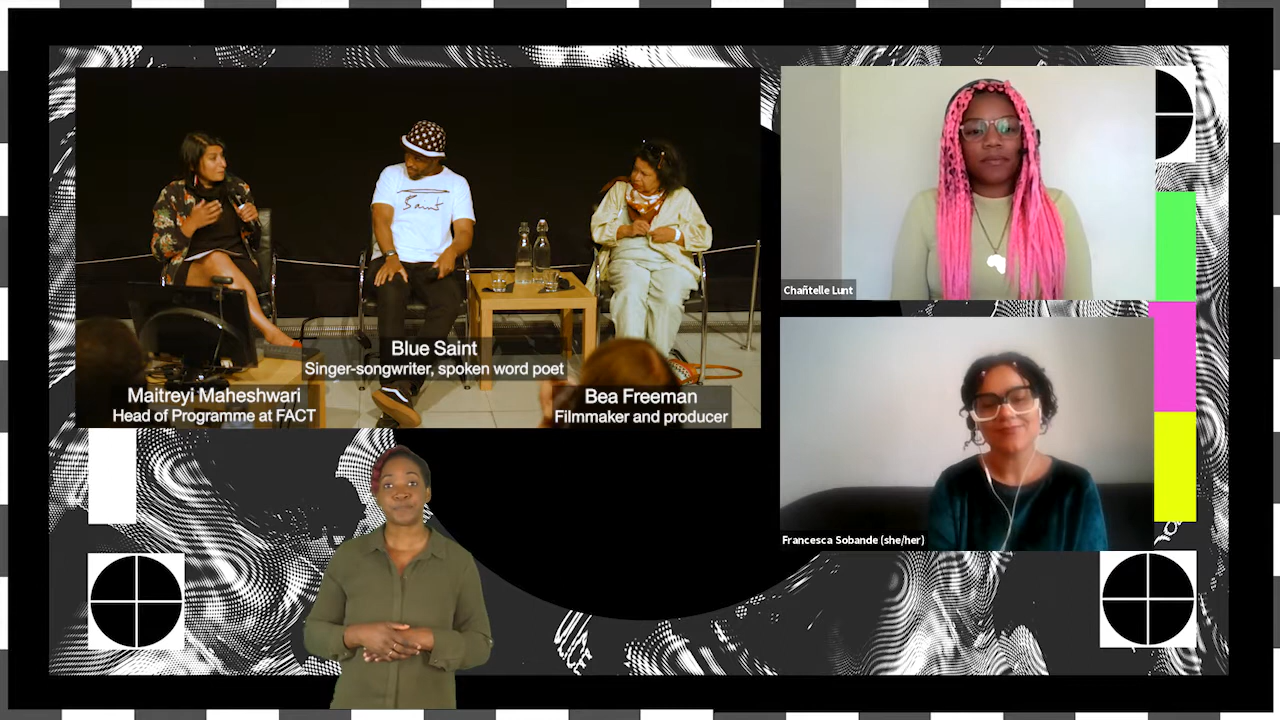 Saint
Blue Saint
Singer-songwriter, spoken word poet
Maitreyi Maheshwari
Head of Programme at FACT
Bea Freeman
Filmmaker and producer
Chañtelle Lunt
Francesca Sobande (she/her)